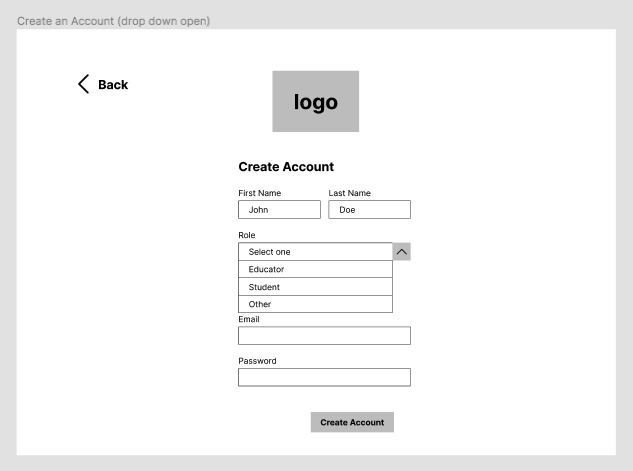 Create an Account (drop down open)
Back
logo
Create Account
First Name Last Name
John Doe
Role
Select one
Educator
Student
Other
Email
Password
Create Account